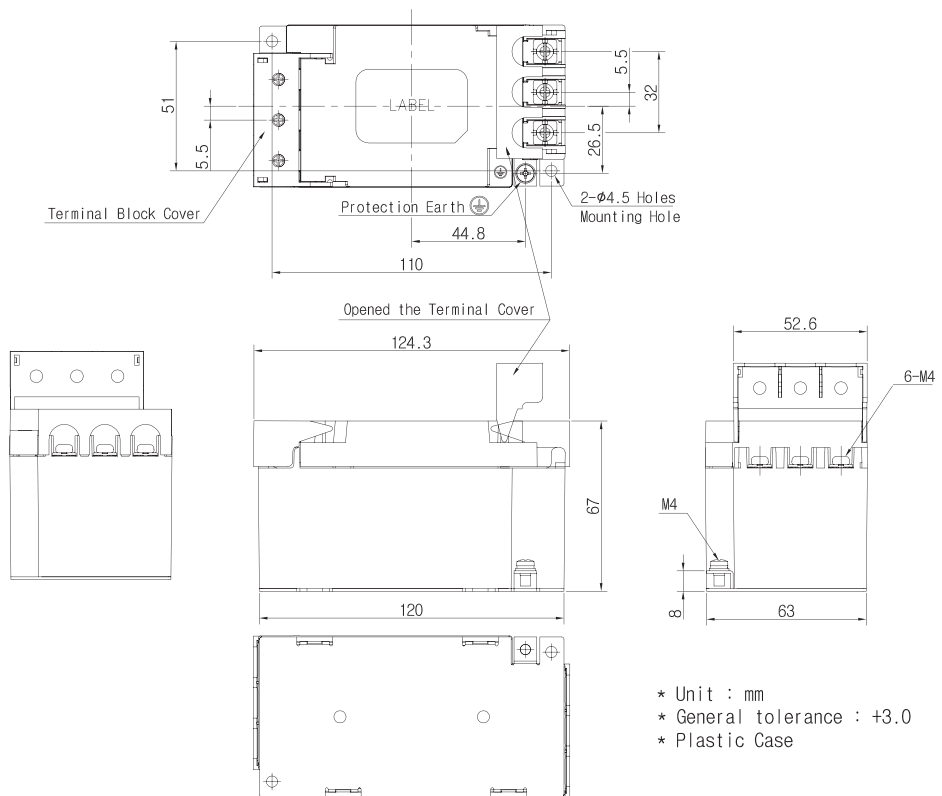 51
5.5
LABEL
5.5
32
26.5
Terminal Block Cover
Protection Earth
2-ϕ4.5 Holes
Mounting Hole
44.8
110
Opened the Terminal Cover
124.3
52.6
6-M4
67
M4
8
120
63
* Unit : mm
* General tolerance : +3.0
* Plastic Case